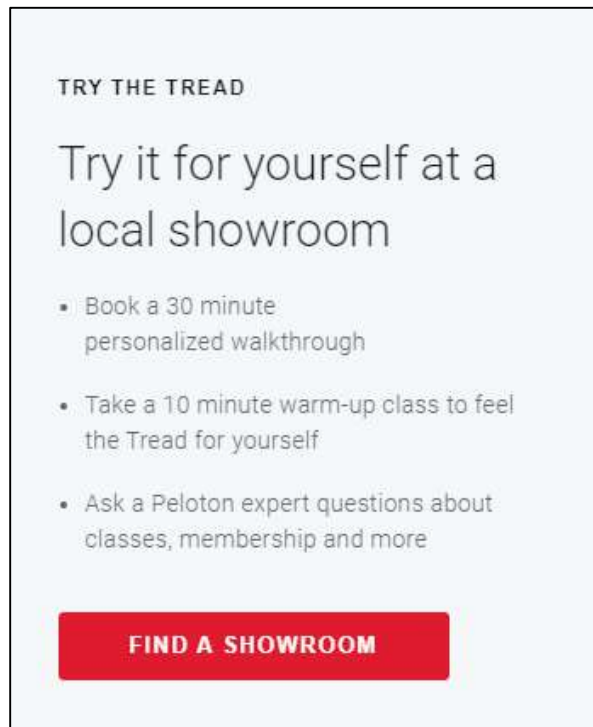 TRY THE TREAD
Try it for yourself at a
local showroom
• Book a 30 minute
personalized walkthrough
• Take a 10 minute warm-up class to feel
the Tread for yourself
• Ask a Peloton expert questions about
classes, membership and more
FIND A SHOWROOM